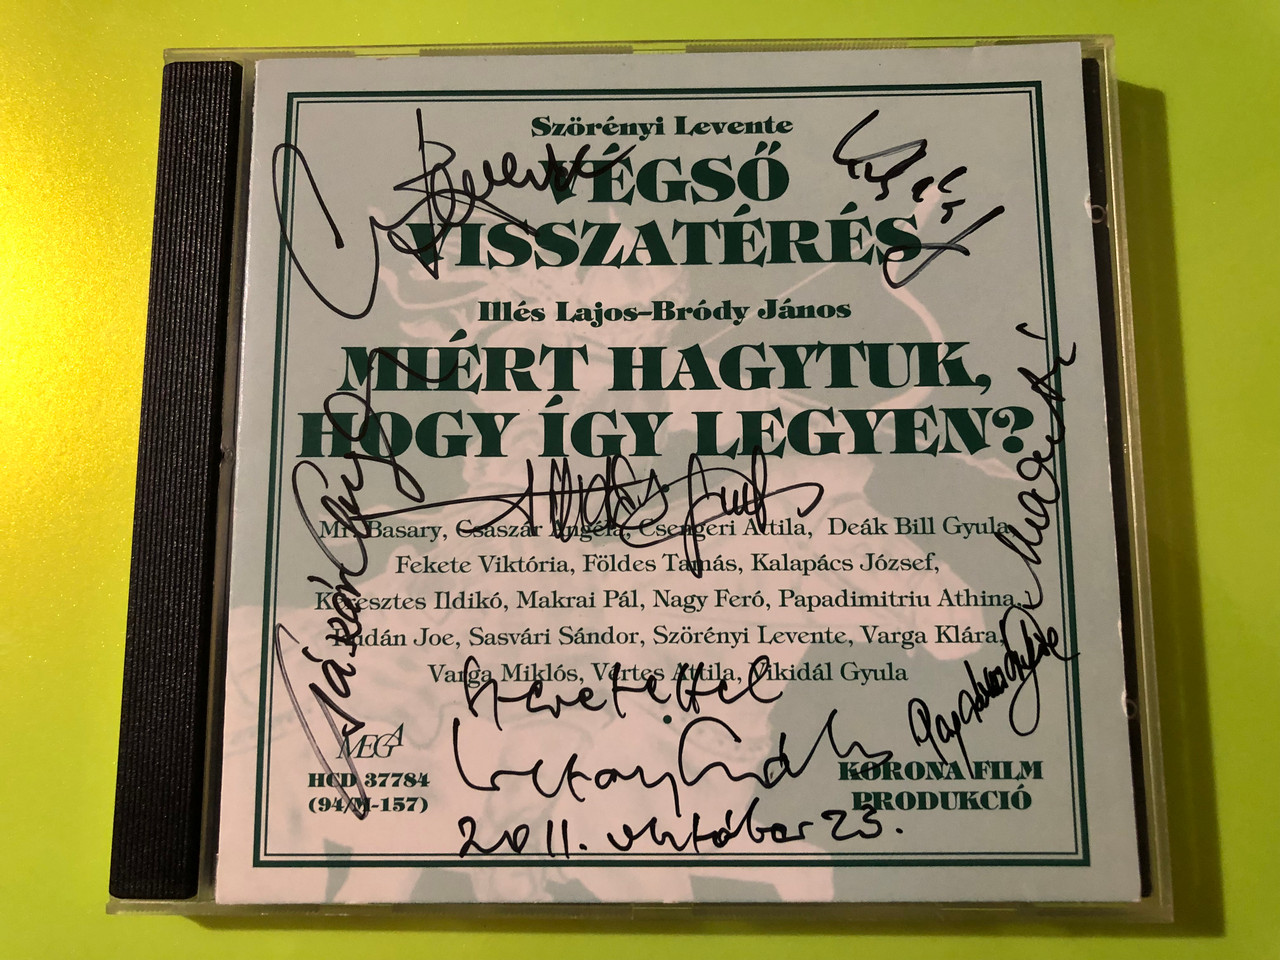 Szörényi Levente
VÉGSŐ
VISSZATÉRÉS
Illés Lajos–Bródy János
MIÉRT HAGYTUK,
HOGY ÍGY LEGYEN?
Mr. Basary, Császár Angéla, Csengeri Attila, Deák Bill Gyula,
Fekete Viktória, Földes Tamás, Kalapács József,
Keresztes Ildikó, Makrai Pál, Nagy Feró, Papadimitriu Athina,
Rudán Joe, Sasvári Sándor, Szörényi Levente, Varga Klára,
Varga Miklós, Vértes Attila, Vikidál Gyula
Szeretettel
2011. október 23.
MEGA
HCD 37784
(94/M-157)
KORONA FILM
PRODUKCIÓ